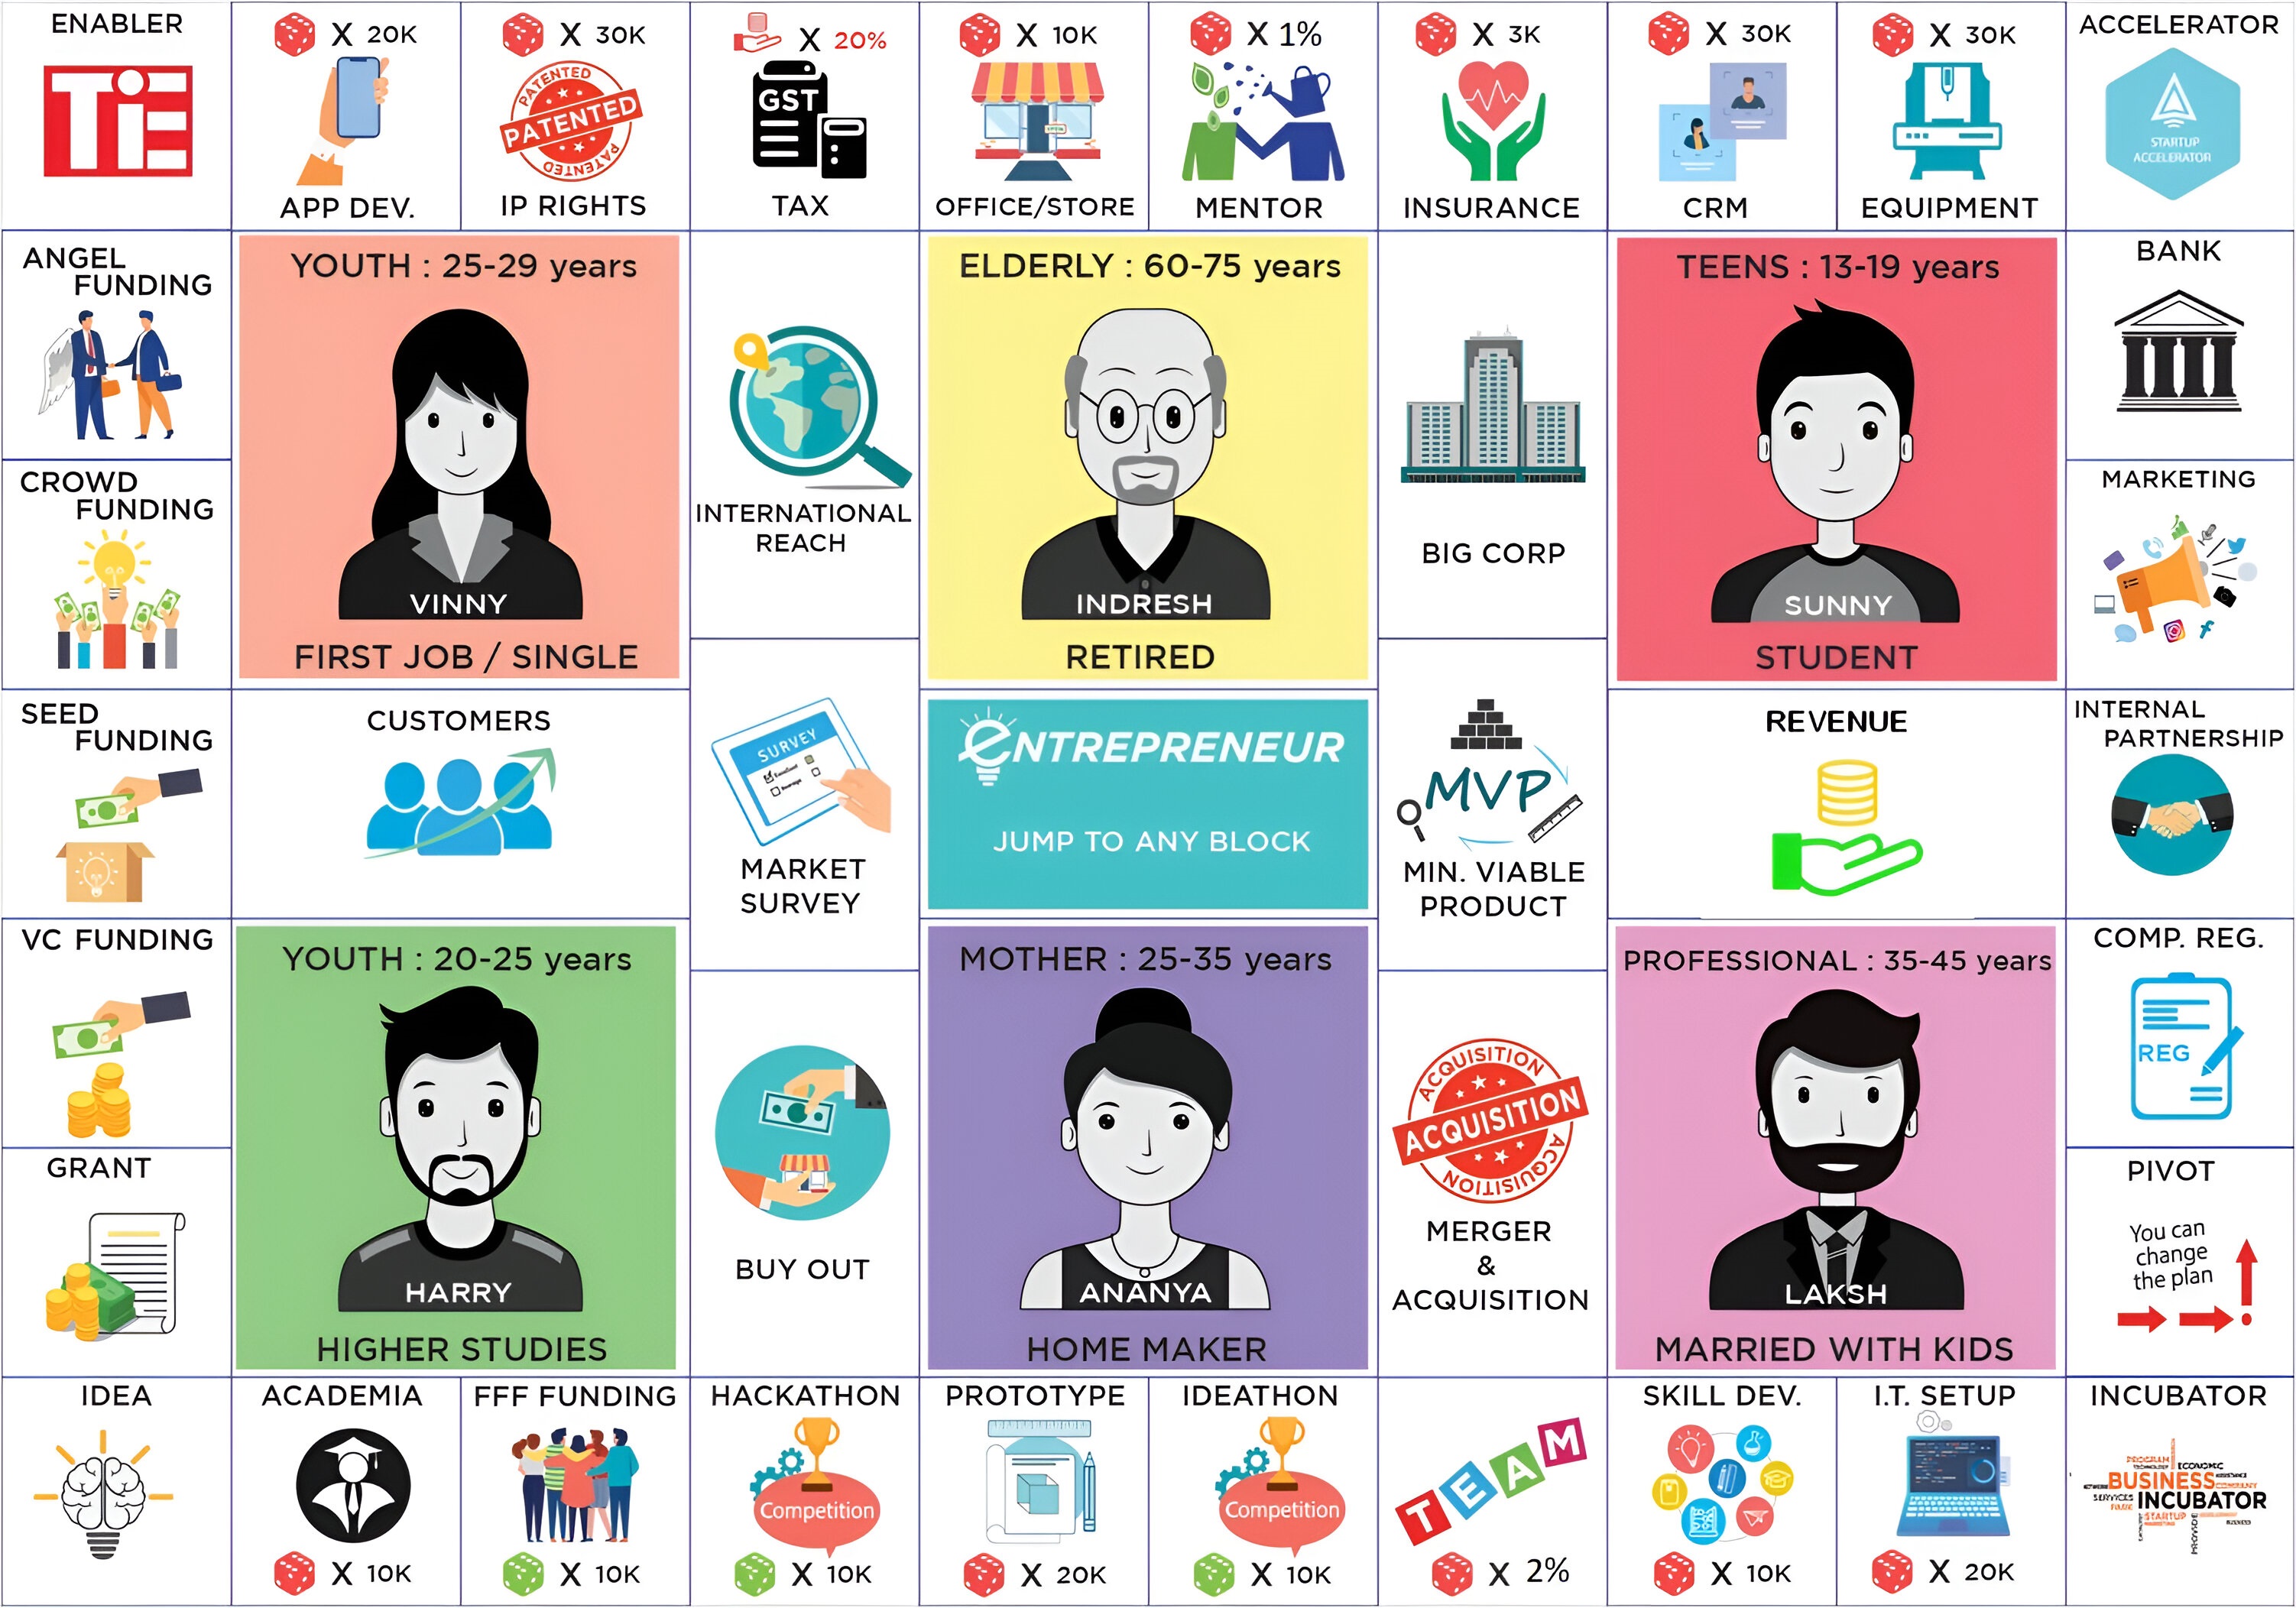 ENABLER
TiE
X 20K
APP DEV.
X 30K
PATENTED
PATENTED
PATENTED
IP RIGHTS
X 20%
GST
TAX
X 10K
OFFICE/STORE
X 1%
MENTOR
X 3K
INSURANCE
X 30K
CRM
X 30K
EQUIPMENT
ACCELERATOR
STARTUP
ACCELERATOR
ANGEL
FUNDING
YOUTH : 25-29 years
VINNY
FIRST JOB / SINGLE
INTERNATIONAL
REACH
ELDERLY : 60-75 years
INDRESH
RETIRED
BIG CORP
TEENS : 13-19 years
SUNNY
STUDENT
BANK
CROWD
FUNDING
MARKETING
SEED
FUNDING
CUSTOMERS
SURVEY
MARKET
SURVEY
ENTREPRENEUR
JUMP TO ANY BLOCK
MVP
MIN. VIABLE
PRODUCT
REVENUE
INTERNAL
PARTNERSHIP
VC FUNDING
YOUTH : 20-25 years
HARRY
HIGHER STUDIES
BUY OUT
MOTHER : 25-35 years
ANANYA
HOME MAKER
ACQUISITION
ACQUISITION
ACQUISITION
MERGER
&
ACQUISITION
PROFESSIONAL : 35-45 years
LAKSH
MARRIED WITH KIDS
COMP. REG.
REG
GRANT
PIVOT
You can
change
the plan
IDEA
ACADEMIA
X 10K
FFF FUNDING
X 10K
HACKATHON
Competition
X 10K
PROTOTYPE
X 20K
IDEATHON
Competition
X 10K
TEAM
X 2%
SKILL DEV.
X 10K
I.T. SETUP
X 20K
INCUBATOR
PROGRAM
ECONOMIC
BUSINESS
SERVICES
INCUBATOR
STARTUP